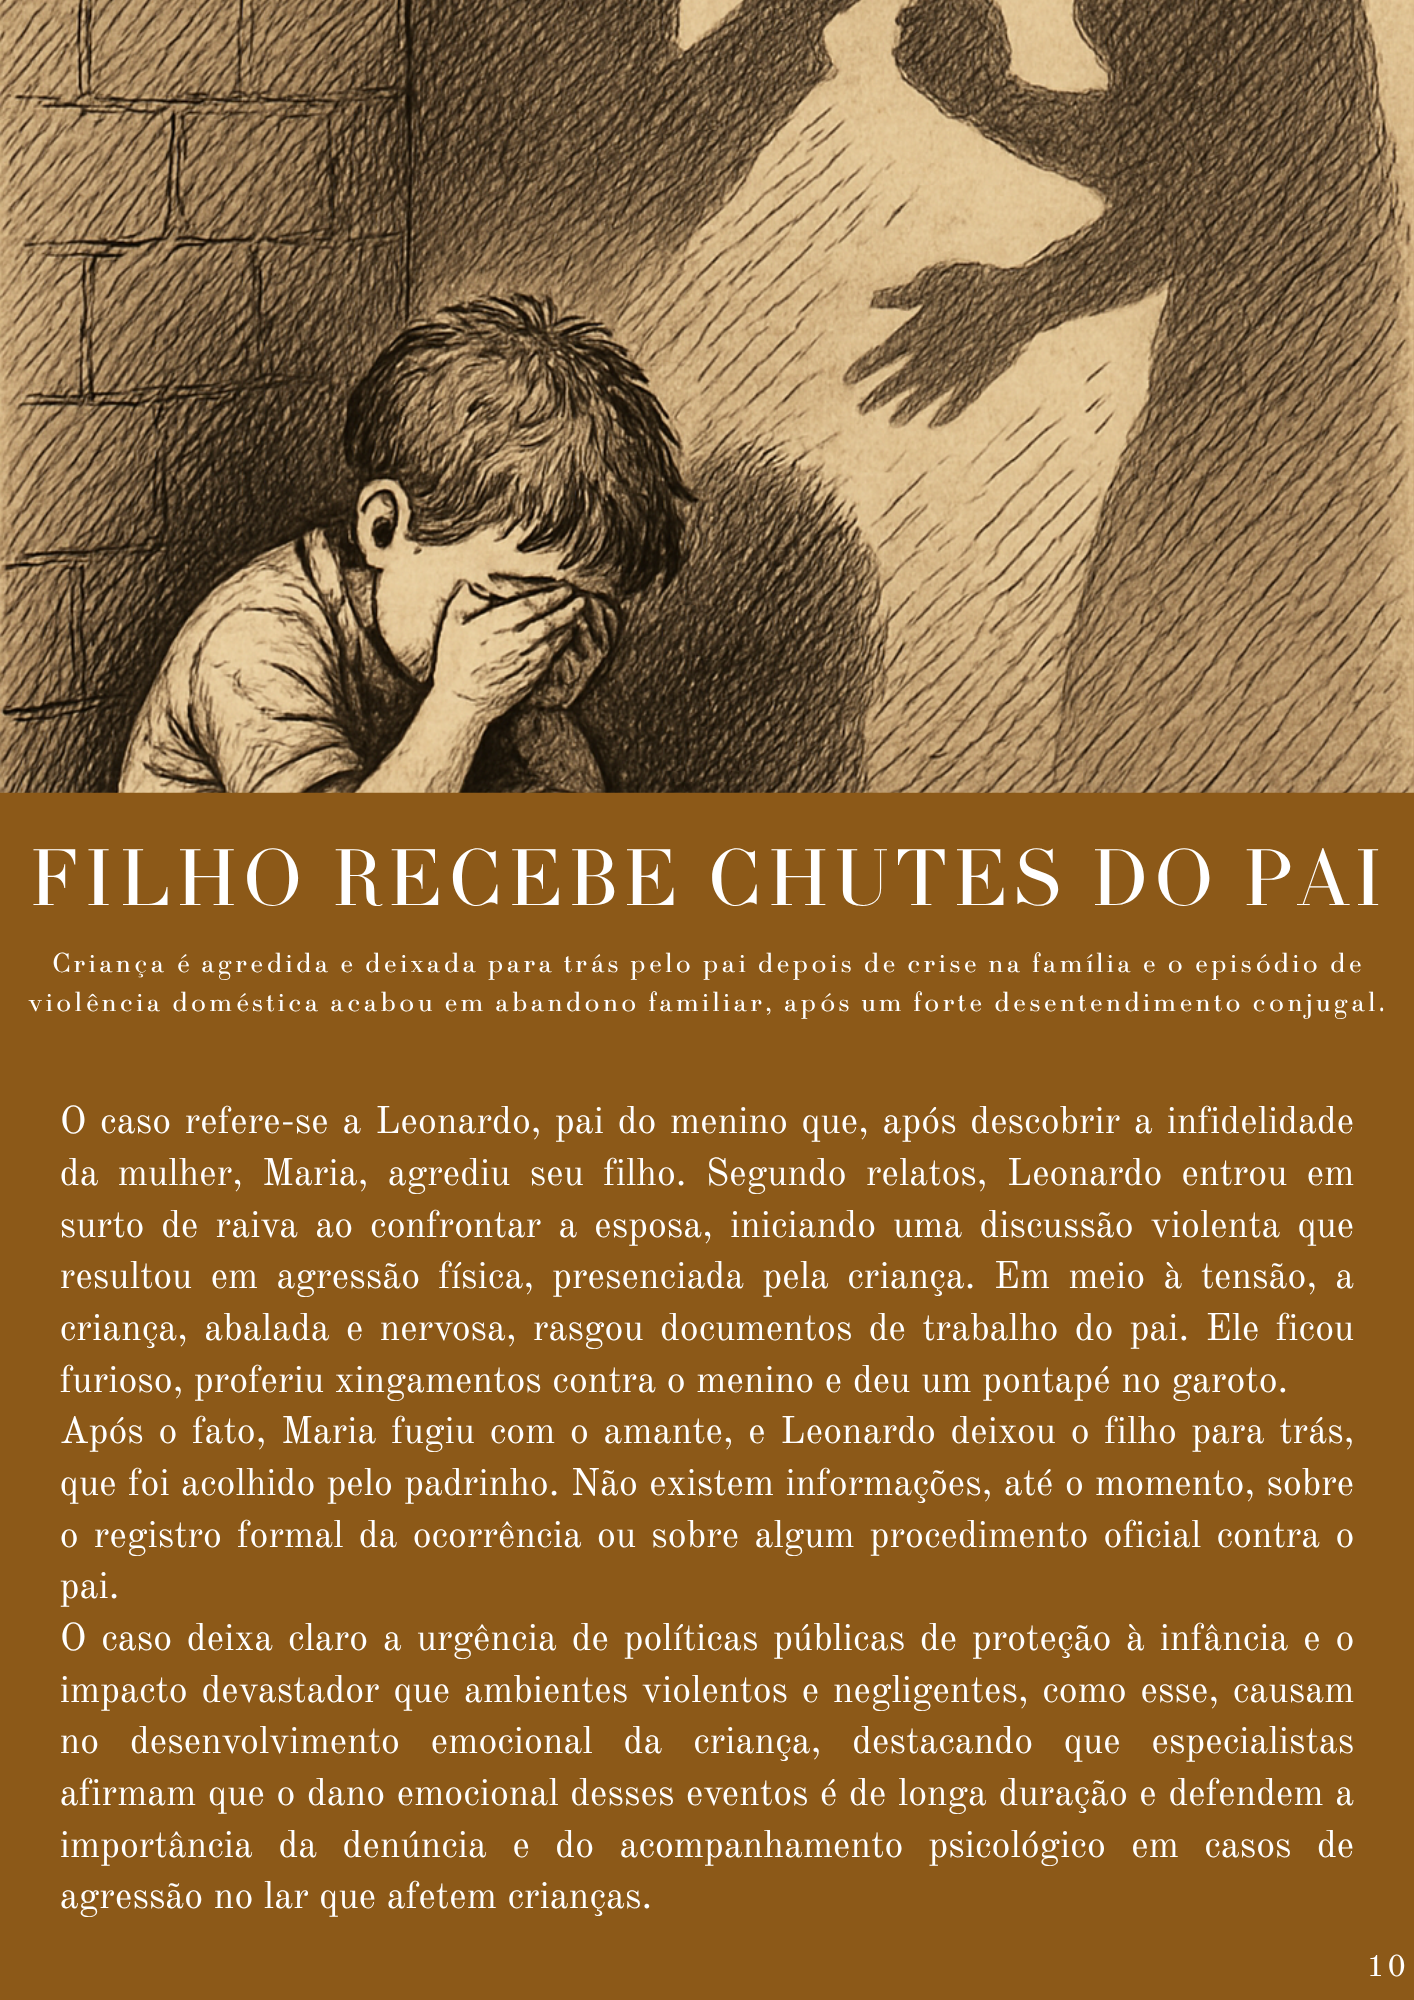 FILHO RECEBE CHUTES DO PAI
Criança é agredida e deixada para trás pelo pai depois de crise na família e o episódio de
violência doméstica acabou em abandono familiar, após um forte desentendimento conjugal.
O caso refere-se a Leonardo, pai do menino que, após descobrir a infidelidade
da mulher, Maria, agrediu seu filho. Segundo relatos, Leonardo entrou em
surto de raiva ao confrontar a esposa, iniciando uma discussão violenta que
resultou em agressão física, presenciada pela criança. Em meio à tensão, a
criança, abalada e nervosa, rasgou documentos de trabalho do pai. Ele ficou
furioso, proferiu xingamentos contra o menino e deu um pontapé no garoto.
Após o fato, Maria fugiu com o amante, e Leonardo deixou o filho para trás,
que foi acolhido pelo padrinho. Não existem informações, até o momento, sobre
o registro formal da ocorrência ou sobre algum procedimento oficial contra o
pai.
O caso deixa claro a urgência de políticas públicas de proteção à infância e o
impacto devastador que ambientes violentos e negligentes, como esse, causam
no desenvolvimento emocional da criança, destacando que especialistas
afirmam que o dano emocional desses eventos é de longa duração e defendem a
importância da denúncia e do acompanhamento psicológico em casos de
agressão no lar que afetem crianças.
10